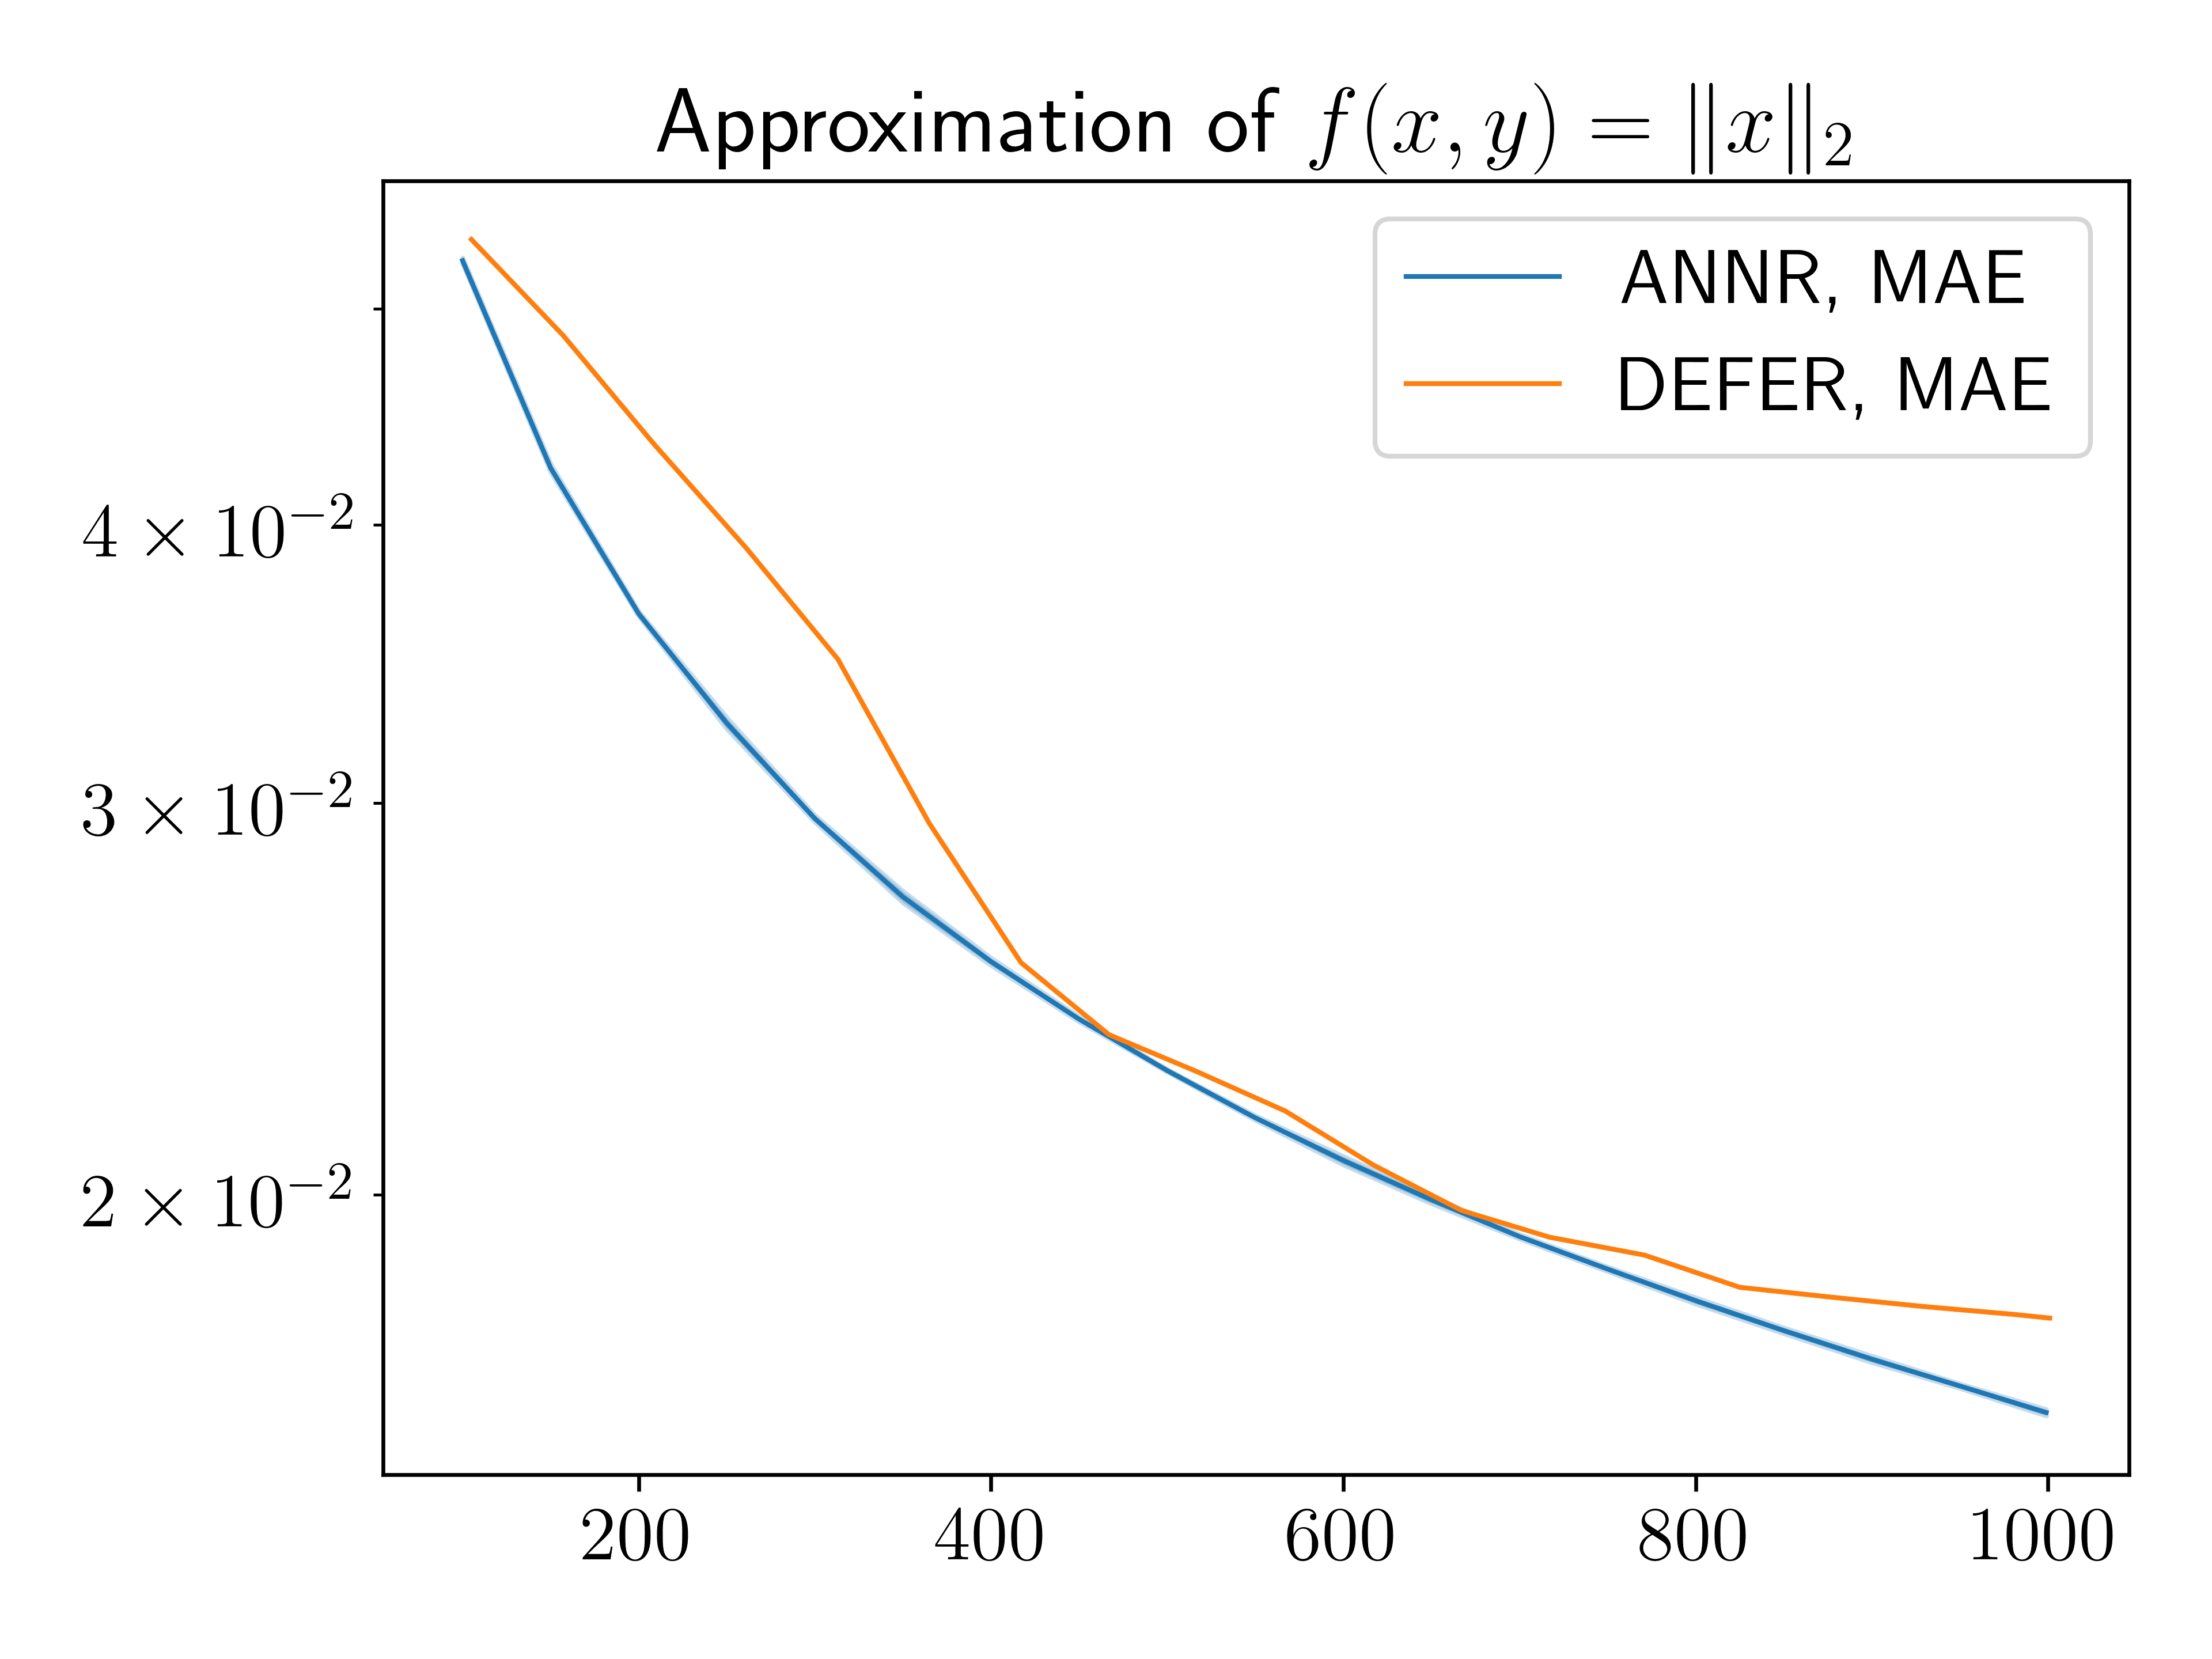 Approximation of f(x, y) = ‖x‖₂
ANNR, MAE
DEFER, MAE
4 × 10⁻²
3 × 10⁻²
2 × 10⁻²
200 400 600 800 1000